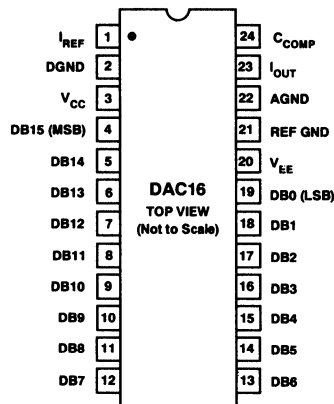 I_REF 1 24 C_COMP
DGND 2 23 I_OUT
V_CC 3 22 AGND
DB15 (MSB) 4 21 REF GND
DB14 5 20 V_EE
DB13 6 19 DB0 (LSB)
DB12 7 18 DB1
DB11 8 17 DB2
DB10 9 16 DB3
DB9 10 15 DB4
DB8 11 14 DB5
DB7 12 13 DB6
DAC16
TOP VIEW
(Not to Scale)